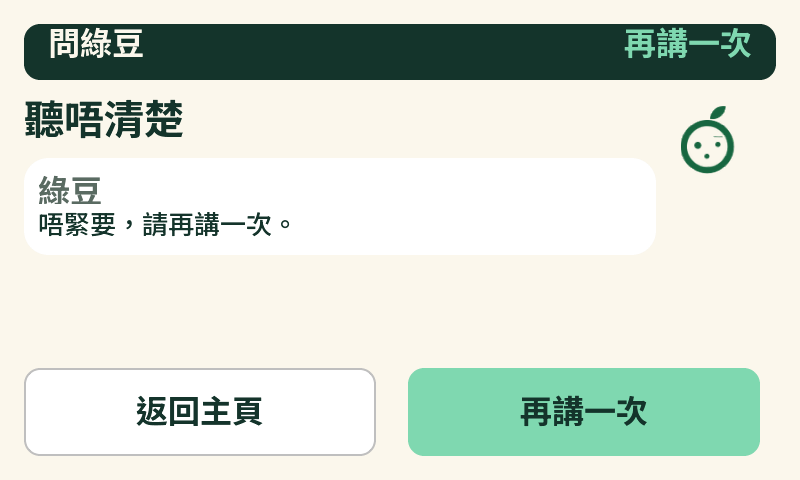 問綠豆
再講一次
聽唔清楚
綠豆
唔緊要，請再講一次。
返回主頁
再講一次